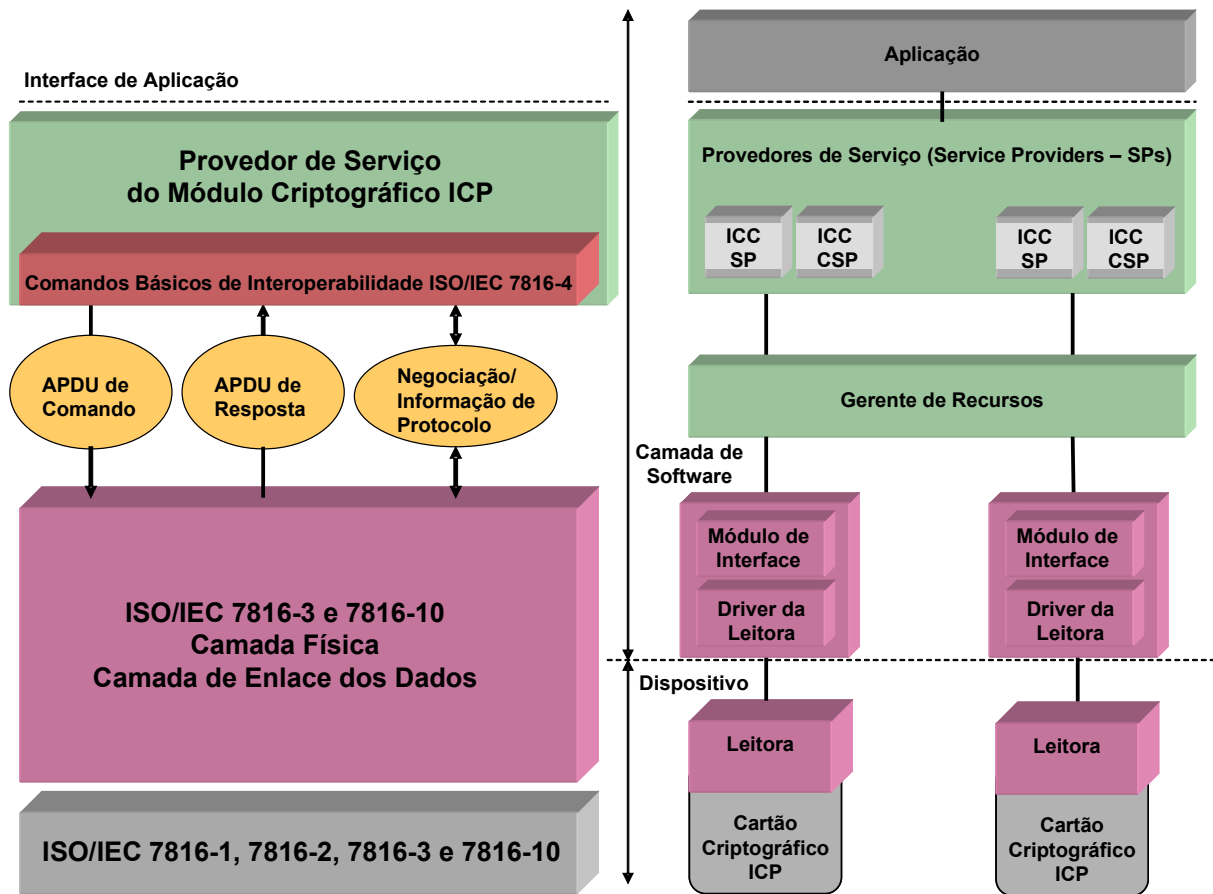 Interface de Aplicação
Provedor de Serviço
do Módulo Criptográfico ICP
Comandos Básicos de Interoperabilidade ISO/IEC 7816-4
APDU de
Comando
APDU de
Resposta
Negociação/
Informação de
Protocolo
ISO/IEC 7816-3 e 7816-10
Camada Física
Camada de Enlace dos Dados
ISO/IEC 7816-1, 7816-2, 7816-3 e 7816-10
Aplicação
Provedores de Serviço (Service Providers – SPs)
ICC
SP
ICC
CSP
ICC
SP
ICC
CSP
Gerente de Recursos
Camada de
Software
Módulo de
Interface
Driver da
Leitora
Módulo de
Interface
Driver da
Leitora
Dispositivo
Leitora
Cartão
Criptográfico
ICP
Leitora
Cartão
Criptográfico
ICP